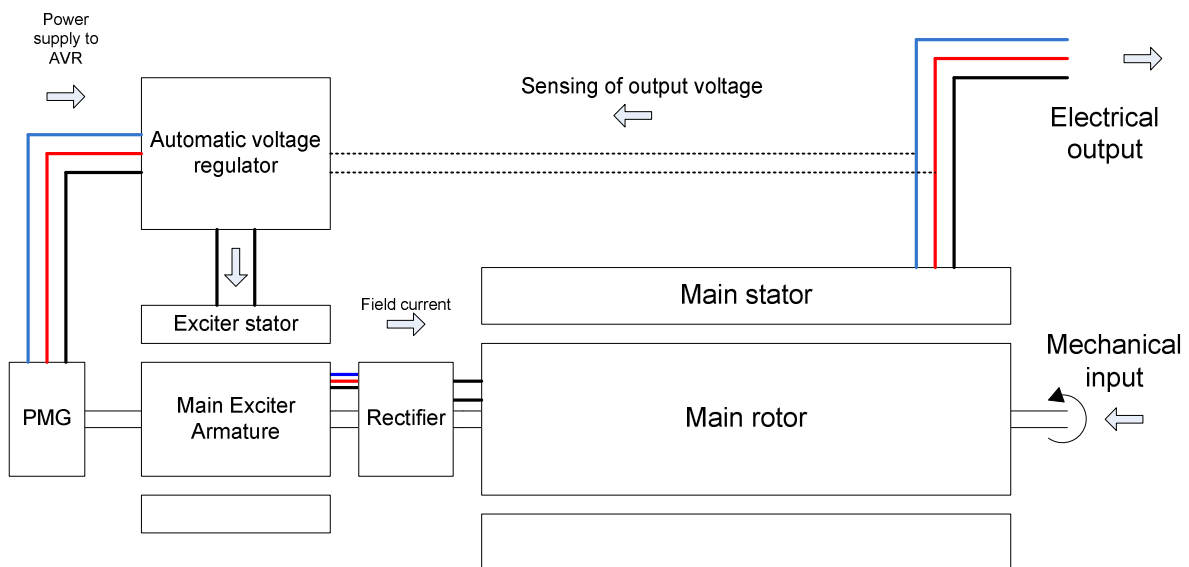 Power
supply to
AVR
Sensing of output voltage
Electrical
output
Automatic voltage
regulator
Main stator
Exciter stator
Field current
Mechanical
input
PMG
Main Exciter
Armature
Rectifier
Main rotor